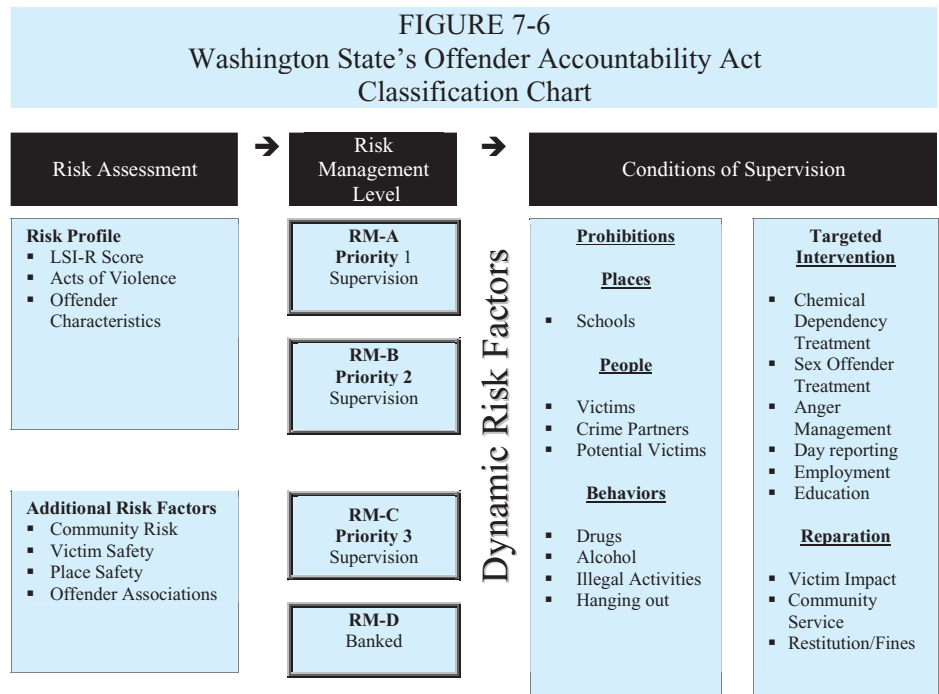 FIGURE 7-6
Washington State's Offender Accountability Act
Classification Chart
Risk Assessment
➔
Risk
Management
Level
➔
Conditions of Supervision
Risk Profile
▪ LSI-R Score
▪ Acts of Violence
▪ Offender
Characteristics
Additional Risk Factors
▪ Community Risk
▪ Victim Safety
▪ Place Safety
▪ Offender Associations
RM-A
Priority 1
Supervision
RM-B
Priority 2
Supervision
RM-C
Priority 3
Supervision
RM-D
Banked
Dynamic Risk Factors
Prohibitions
Places
▪ Schools
People
▪ Victims
▪ Crime Partners
▪ Potential Victims
Behaviors
▪ Drugs
▪ Alcohol
▪ Illegal Activities
▪ Hanging out
Targeted
Intervention
▪ Chemical
Dependency
Treatment
▪ Sex Offender
Treatment
▪ Anger
Management
▪ Day reporting
▪ Employment
▪ Education
Reparation
▪ Victim Impact
▪ Community
Service
▪ Restitution/Fines